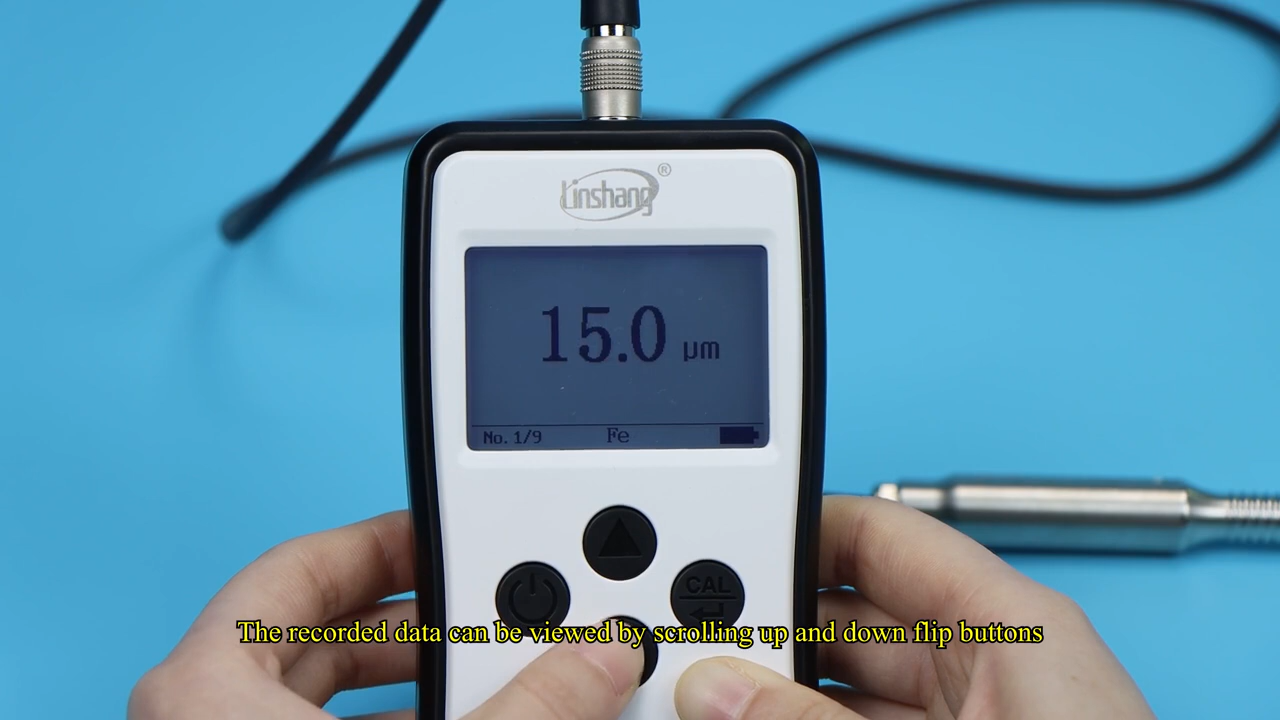 Linshang®
15.0 µm
No. 1/9 Fe
CAL
The recorded data can be viewed by scrolling up and down flip buttons